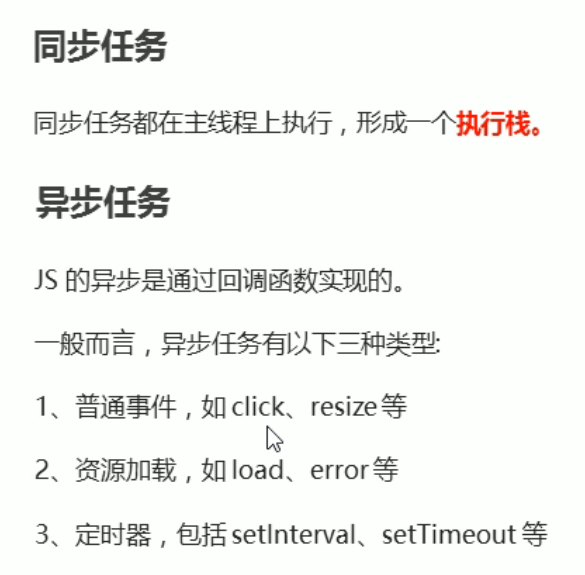 同步任务
同步任务都在主线程上执行，形成一个执行栈。
异步任务
JS 的异步是通过回调函数实现的。
一般而言，异步任务有以下三种类型:
1、普通事件，如 click、resize 等
2、资源加载，如 load、error 等
3、定时器，包括 setInterval、setTimeout 等